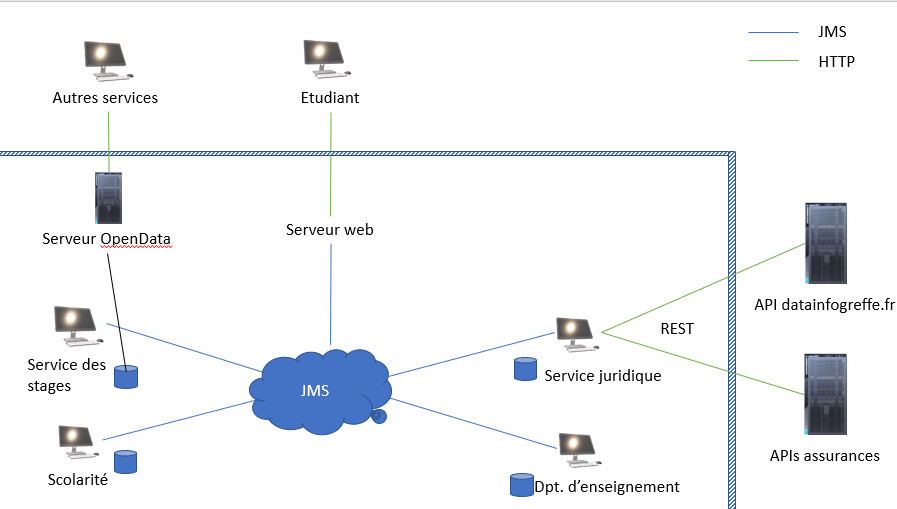 JMS
HTTP
Autres services
Etudiant
Serveur OpenData
Serveur web
API datainfogreffe.fr
REST
Service des
stages
JMS
Service juridique
APIs assurances
Scolarité
Dpt. d’enseignement